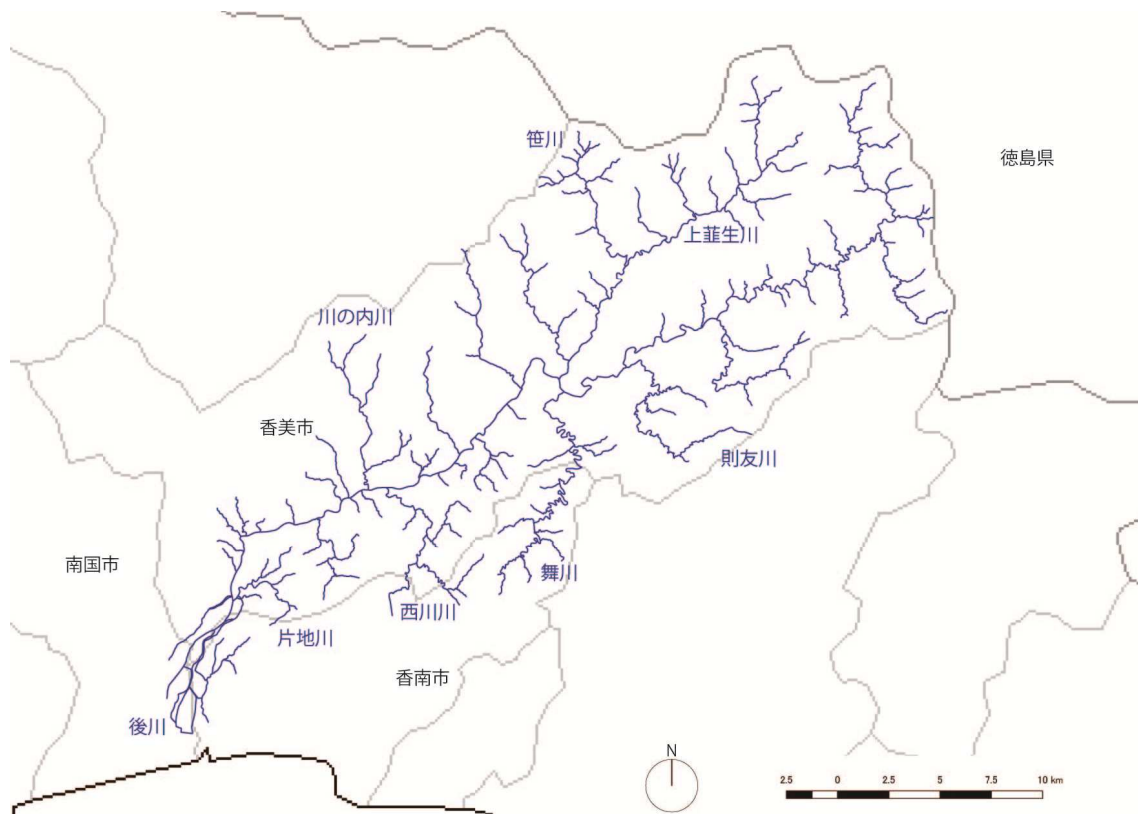 笹川
徳島県
上韮生川
川の内川
香美市
則友川
南国市
舞川
西川川
片地川
香南市
後川
N
2.5 0 2.5 5 7.5 10 km